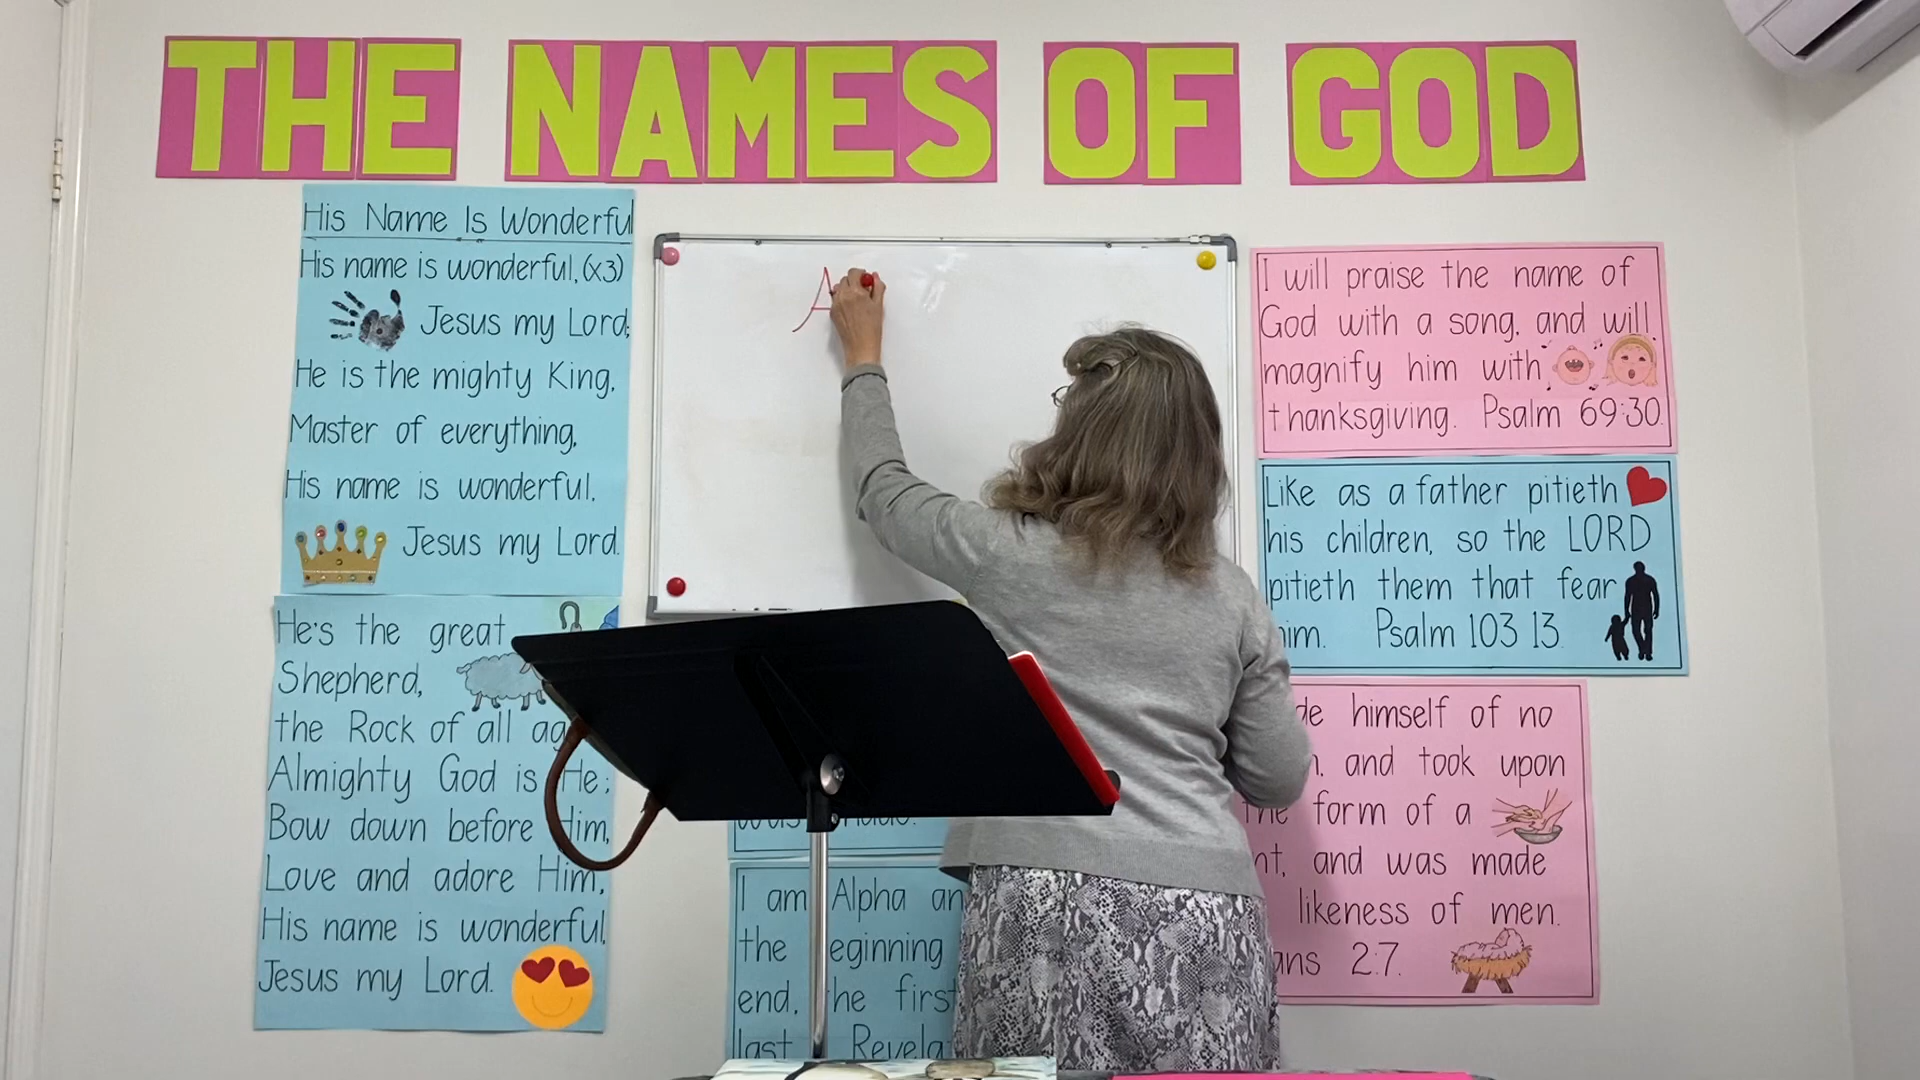 THE NAMES OF GOD
His Name Is Wonderful
His name is wonderful, (x3)
Jesus my Lord;
He is the mighty King,
Master of everything,
His name is wonderful,
Jesus my Lord.
He's the great
Shepherd,
the Rock of all
Almighty God is He;
Bow down before Him,
Love and adore Him,
His name is wonderful,
Jesus my Lord.
A
I am Alpha
the
end, the first
last
I will praise the name of
God with a song, and will
magnify him with
thanksgiving. Psalm 69:30.
Like as a father pitieth
his children, so the LORD
pitieth them that fear
him. Psalm 103 13.
himself of no
and took upon
the form of a
and was made
likeness of men.
2:7.